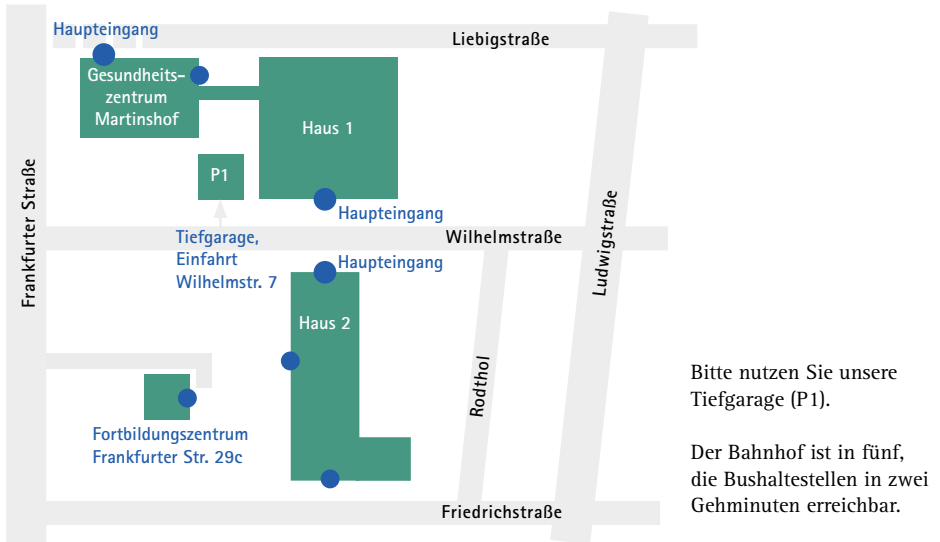 Haupteingang
Liebigstraße
Gesundheits-
zentrum
Martinshof
Haus 1
P1
Haupteingang
Frankfurter Straße
Tiefgarage,
Einfahrt
Wilhelmstr. 7
Wilhelmstraße
Ludwigstraße
Haupteingang
Haus 2
Rodthol
Fortbildungszentrum
Frankfurter Str. 29c
Friedrichstraße
Bitte nutzen Sie unsere
Tiefgarage (P1).
Der Bahnhof ist in fünf,
die Bushaltestellen in zwei
Gehminuten erreichbar.